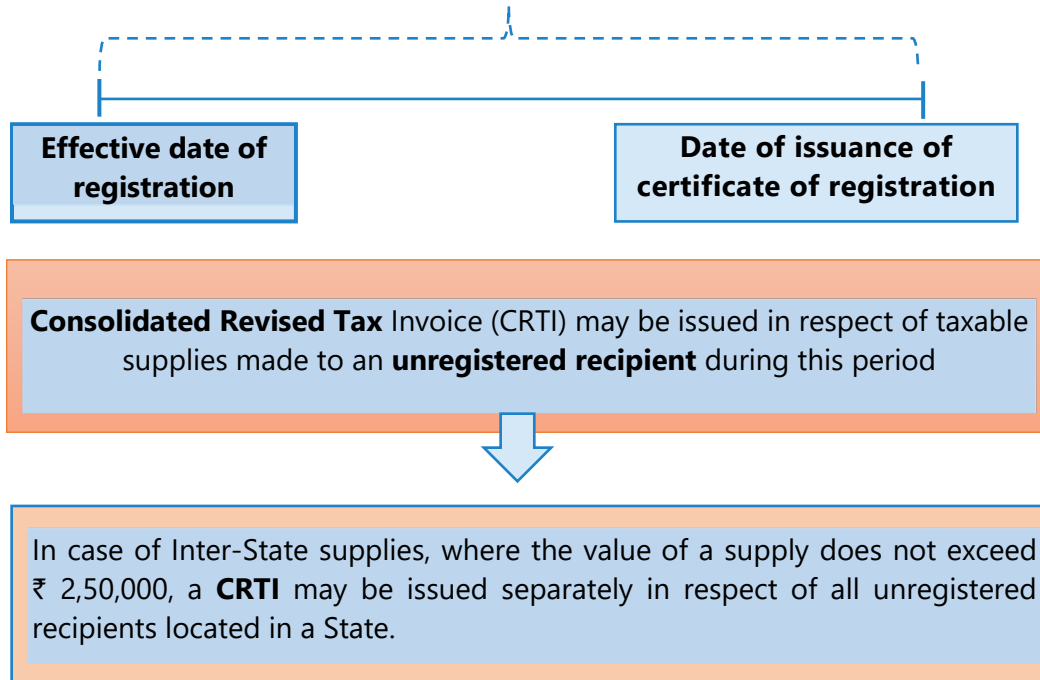 Effective date of
registration
Date of issuance of
certificate of registration
Consolidated Revised Tax Invoice (CRTI) may be issued in respect of taxable
supplies made to an unregistered recipient during this period
In case of Inter-State supplies, where the value of a supply does not exceed
₹ 2,50,000, a CRTI may be issued separately in respect of all unregistered
recipients located in a State.